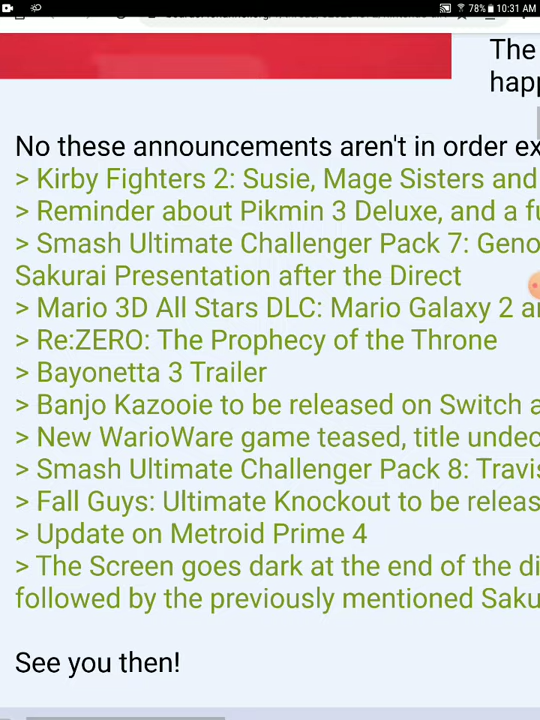 78% 10:31 AM
The
hap
No these announcements aren't in order ex
> Kirby Fighters 2: Susie, Mage Sisters and
> Reminder about Pikmin 3 Deluxe, and a fu
> Smash Ultimate Challenger Pack 7: Geno
Sakurai Presentation after the Direct
> Mario 3D All Stars DLC: Mario Galaxy 2 a
> Re:ZERO: The Prophecy of the Throne
> Bayonetta 3 Trailer
> Banjo Kazooie to be released on Switch a
> New WarioWare game teased, title undec
> Smash Ultimate Challenger Pack 8: Travis
> Fall Guys: Ultimate Knockout to be releas
> Update on Metroid Prime 4
> The Screen goes dark at the end of the di
followed by the previously mentioned Saku
See you then!